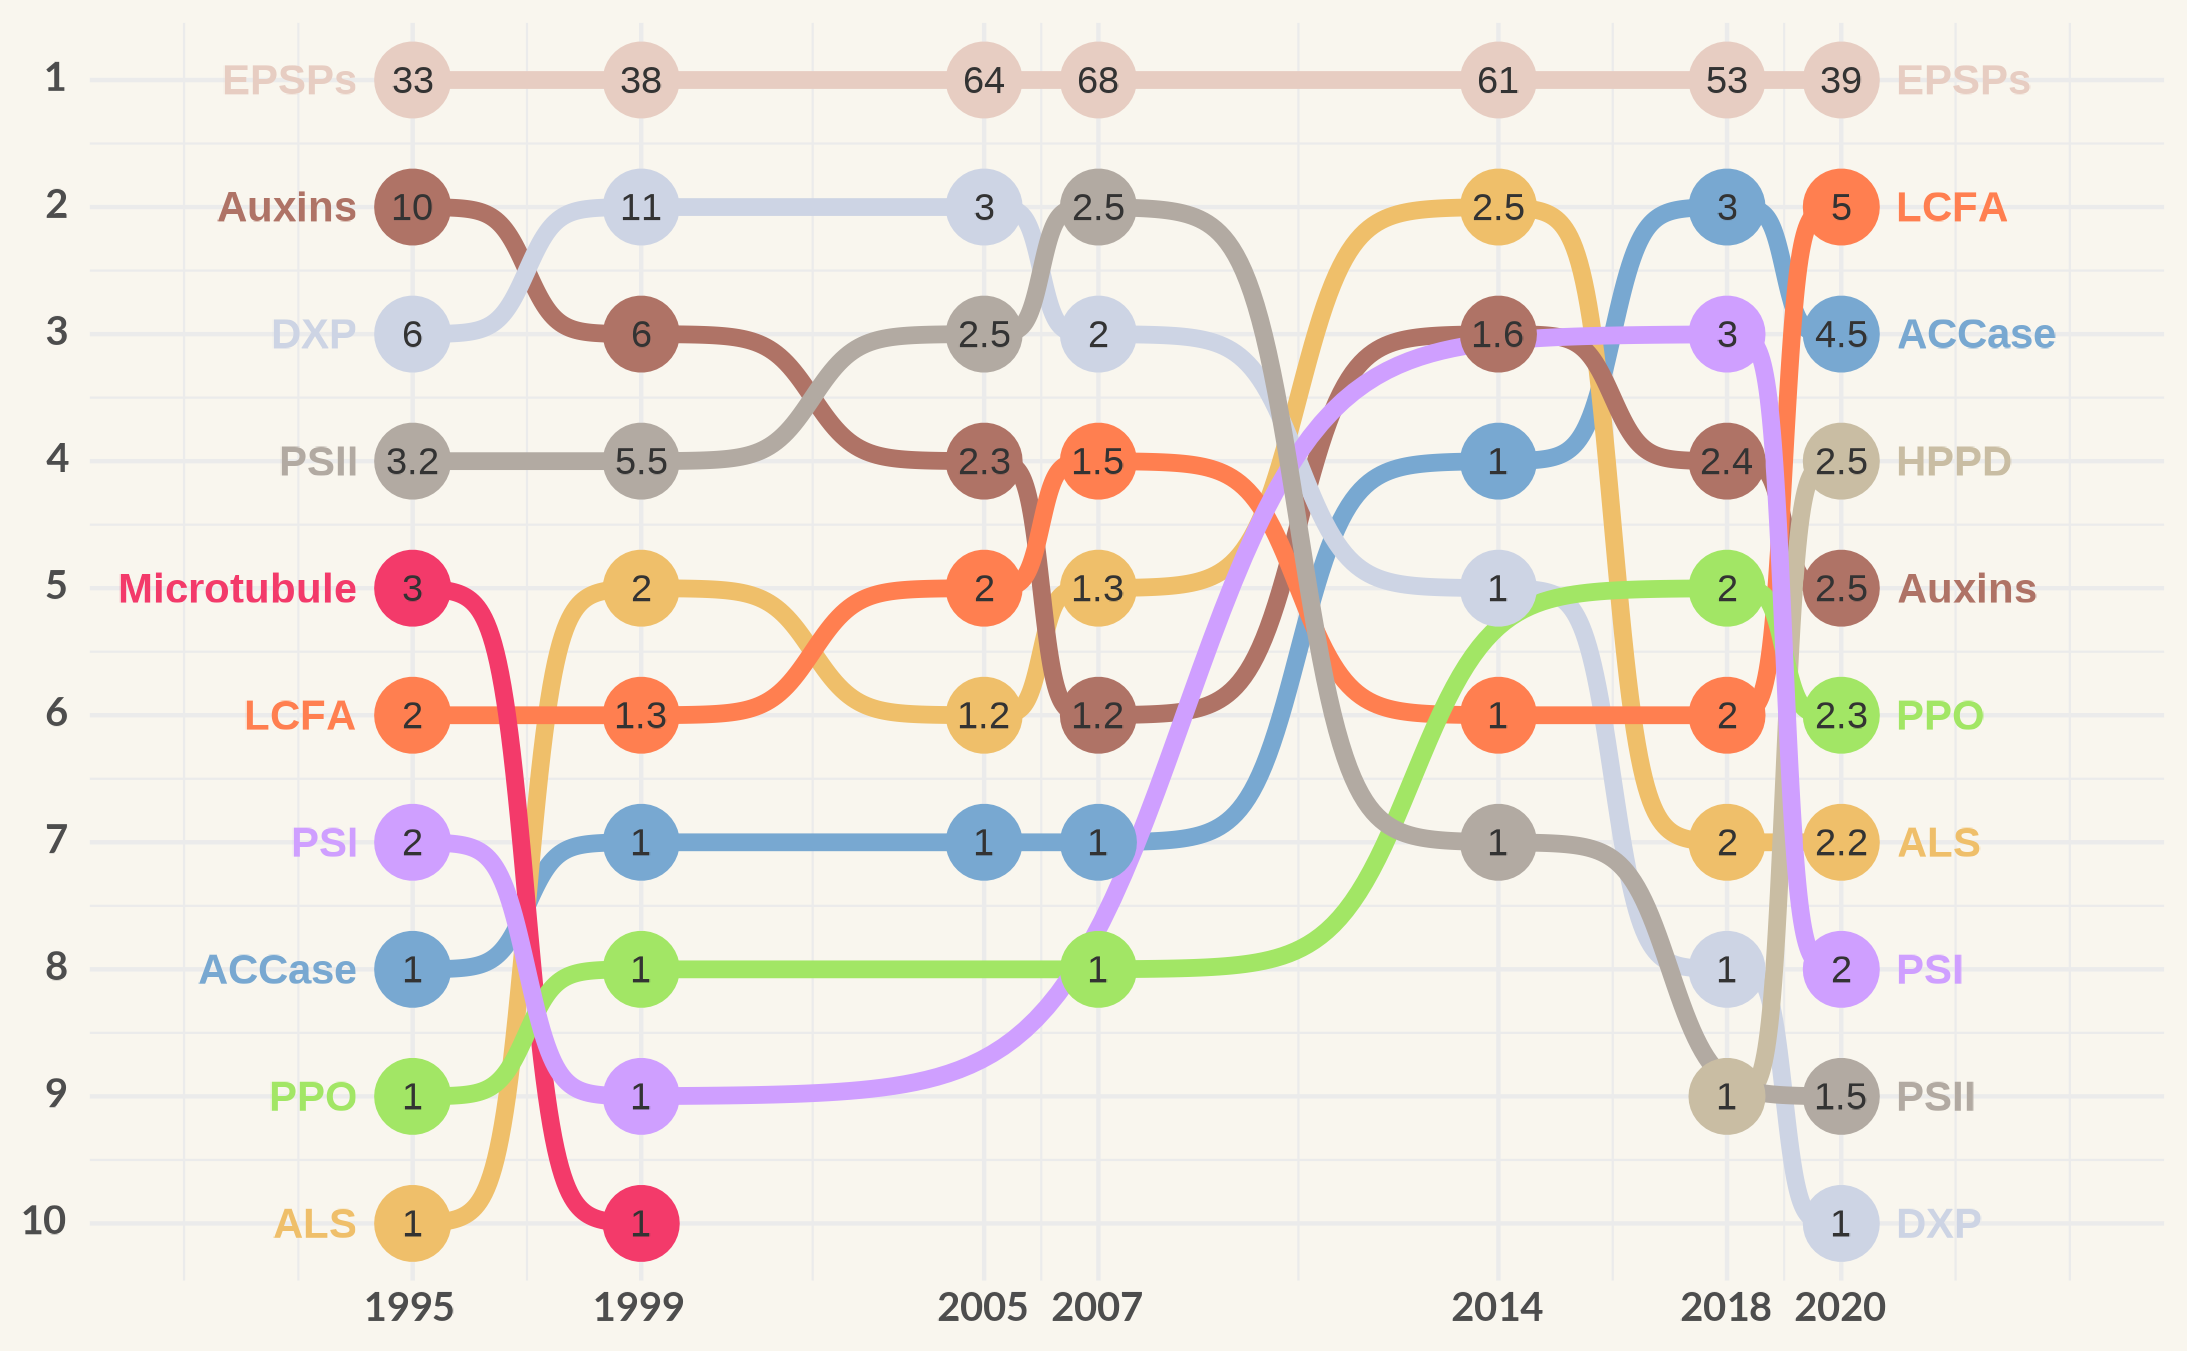 1 EPSPs 33 38 64 68 61 53 39 EPSPs
2 Auxins 10 11 3 2.5 2.5 3 5 LCFA
3 DXP 6 6 2.5 2 1.6 3 4.5 ACCase
4 PSII 3.2 5.5 2.3 1.5 1 2.4 2.5 HPPD
5 Microtubule 3 2 2 1.3 1 2 2.5 Auxins
6 LCFA 2 1.3 1.2 1.2 1 2 2.3 PPO
7 PSI 2 1 1 1 1 2 2.2 ALS
8 ACCase 1 1 1 1 2 PSI
9 PPO 1 1 1 1.5 PSII
10 ALS 1 1 1 DXP
1995 1999 2005 2007 2014 2018 2020